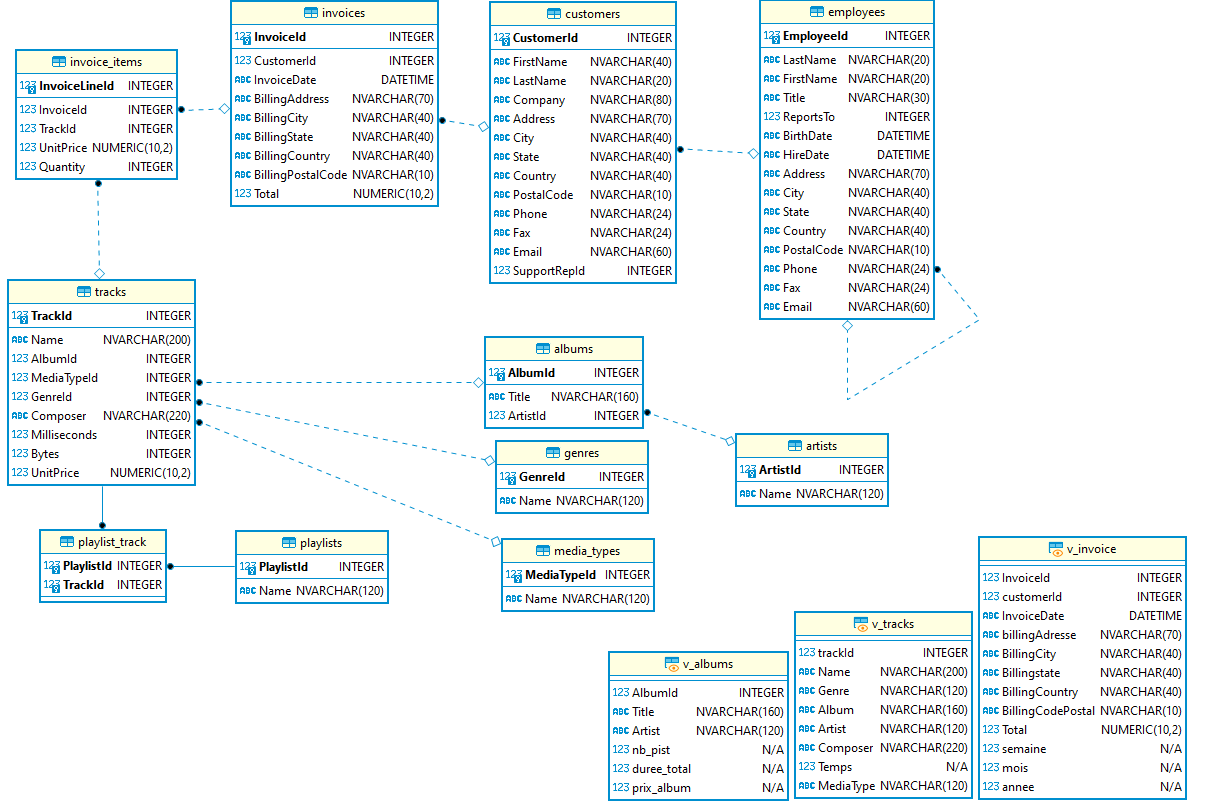 invoices
123 InvoiceId INTEGER
123 CustomerId INTEGER
ABC InvoiceDate DATETIME
ABC BillingAddress NVARCHAR(70)
ABC BillingCity NVARCHAR(40)
ABC BillingState NVARCHAR(40)
ABC BillingCountry NVARCHAR(40)
ABC BillingPostalCode NVARCHAR(10)
123 Total NUMERIC(10,2)
customers
123 CustomerId INTEGER
ABC FirstName NVARCHAR(40)
ABC LastName NVARCHAR(20)
ABC Company NVARCHAR(80)
ABC Address NVARCHAR(70)
ABC City NVARCHAR(40)
ABC State NVARCHAR(40)
ABC Country NVARCHAR(40)
ABC PostalCode NVARCHAR(10)
ABC Phone NVARCHAR(24)
ABC Fax NVARCHAR(24)
ABC Email NVARCHAR(60)
123 SupportRepId INTEGER
employees
123 EmployeeId INTEGER
ABC LastName NVARCHAR(20)
ABC FirstName NVARCHAR(20)
ABC Title NVARCHAR(30)
123 ReportsTo INTEGER
ABC BirthDate DATETIME
ABC HireDate DATETIME
ABC Address NVARCHAR(70)
ABC City NVARCHAR(40)
ABC State NVARCHAR(40)
ABC Country NVARCHAR(40)
ABC PostalCode NVARCHAR(10)
ABC Phone NVARCHAR(24)
ABC Fax NVARCHAR(24)
ABC Email NVARCHAR(60)
invoice_items
123 InvoiceLineId INTEGER
123 InvoiceId INTEGER
123 TrackId INTEGER
123 UnitPrice NUMERIC(10,2)
123 Quantity INTEGER
tracks
123 TrackId INTEGER
ABC Name NVARCHAR(200)
123 AlbumId INTEGER
123 MediaTypeId INTEGER
123 GenreId INTEGER
ABC Composer NVARCHAR(220)
123 Milliseconds INTEGER
123 Bytes INTEGER
123 UnitPrice NUMERIC(10,2)
albums
123 AlbumId INTEGER
ABC Title NVARCHAR(160)
123 ArtistId INTEGER
genres
123 GenreId INTEGER
ABC Name NVARCHAR(120)
artists
123 ArtistId INTEGER
ABC Name NVARCHAR(120)
playlist_track
123 PlaylistId INTEGER
123 TrackId INTEGER
playlists
123 PlaylistId INTEGER
ABC Name NVARCHAR(120)
media_types
123 MediaTypeId INTEGER
ABC Name NVARCHAR(120)
v_albums
123 AlbumId INTEGER
ABC Title NVARCHAR(160)
ABC Artist NVARCHAR(120)
123 nb_pist N/A
123 duree_total N/A
123 prix_album N/A
v_tracks
123 trackId INTEGER
ABC Name NVARCHAR(200)
ABC Genre NVARCHAR(120)
ABC Album NVARCHAR(160)
ABC Artist NVARCHAR(120)
ABC Composer NVARCHAR(220)
123 Temps N/A
ABC MediaType NVARCHAR(120)
v_invoice
123 InvoiceId INTEGER
123 customerId INTEGER
ABC InvoiceDate DATETIME
ABC billingAdresse NVARCHAR(70)
ABC BillingCity NVARCHAR(40)
ABC Billingstate NVARCHAR(40)
ABC BillingCountry NVARCHAR(40)
ABC BillingCodePostal NVARCHAR(10)
123 Total NUMERIC(10,2)
123 semaine N/A
123 mois N/A
123 annee N/A